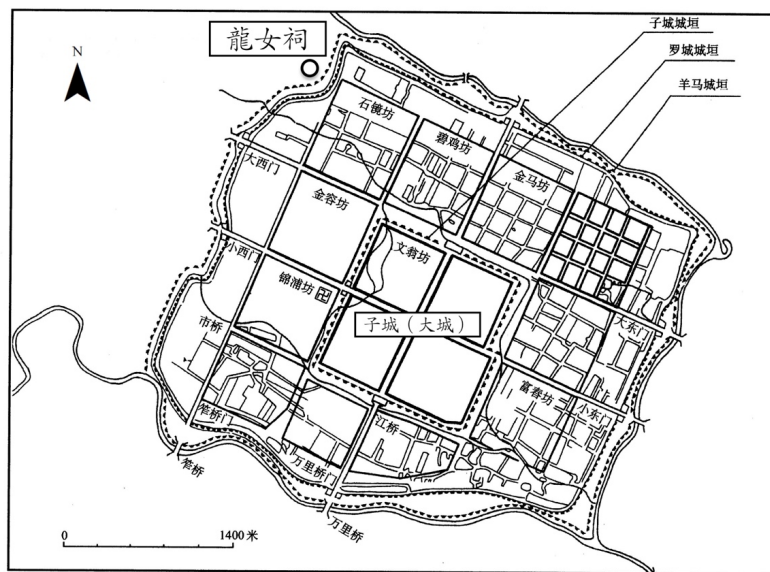 子城城垣
罗城城垣
羊马城垣
龍女祠
N
石镜坊
碧鸡坊
金马坊
大西门
金容坊
文翁坊
小西门
锦浦坊
子城（大城）
市桥
大东门
富春坊
小东门
笮桥门
江桥
万里桥门
笮桥
万里桥
0
1400米